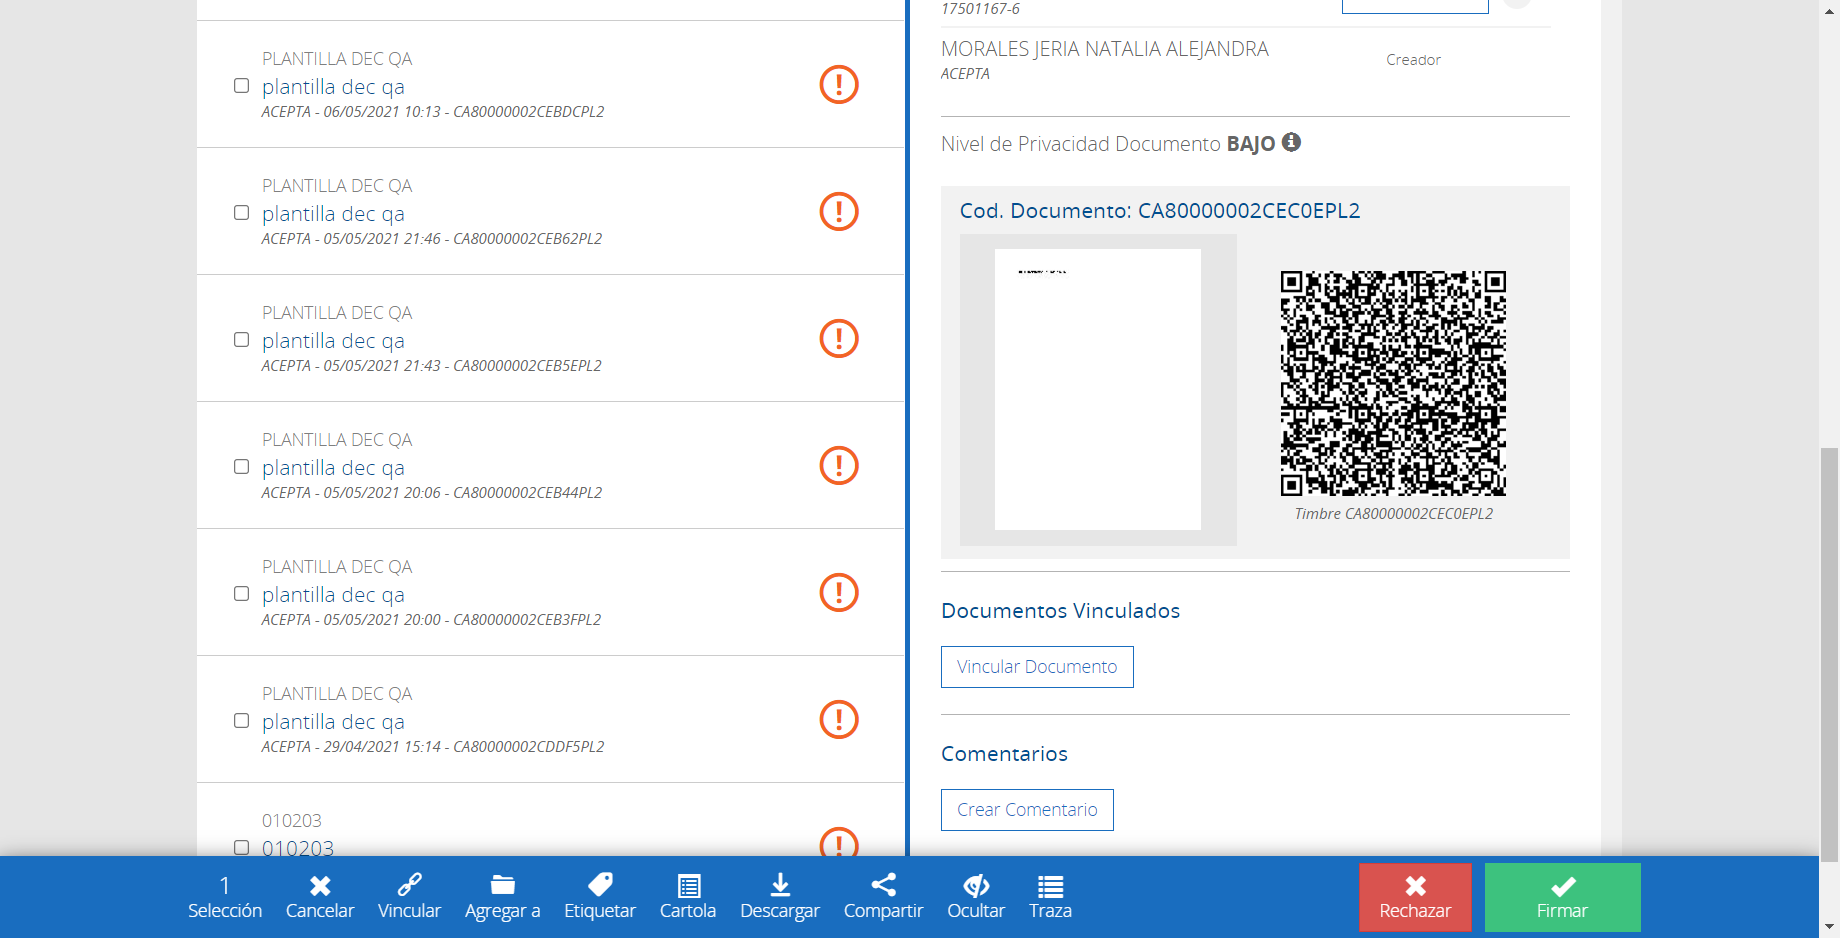 PLANTILLA DEC QA
plantilla dec qa
ACEPTA - 06/05/2021 10:13 - CA80000002CEBDCPL2
PLANTILLA DEC QA
plantilla dec qa
ACEPTA - 05/05/2021 21:46 - CA80000002CEB62PL2
PLANTILLA DEC QA
plantilla dec qa
ACEPTA - 05/05/2021 21:43 - CA80000002CEB5EPL2
PLANTILLA DEC QA
plantilla dec qa
ACEPTA - 05/05/2021 20:06 - CA80000002CEB44PL2
PLANTILLA DEC QA
plantilla dec qa
ACEPTA - 05/05/2021 20:00 - CA80000002CEB3FPL2
PLANTILLA DEC QA
plantilla dec qa
ACEPTA - 29/04/2021 15:14 - CA80000002CDDF5PL2
010203
010203
17501167-6
MORALES JERIA NATALIA ALEJANDRA
ACEPTA
Creador
Nivel de Privacidad Documento BAJO
Cod. Documento: CA80000002CEC0EPL2
Timbre CA80000002CEC0EPL2
Documentos Vinculados
Vincular Documento
Comentarios
Crear Comentario
1
Selección
Cancelar
Vincular
Agregar a
Etiquetar
Cartola
Descargar
Compartir
Ocultar
Traza
Rechazar
Firmar